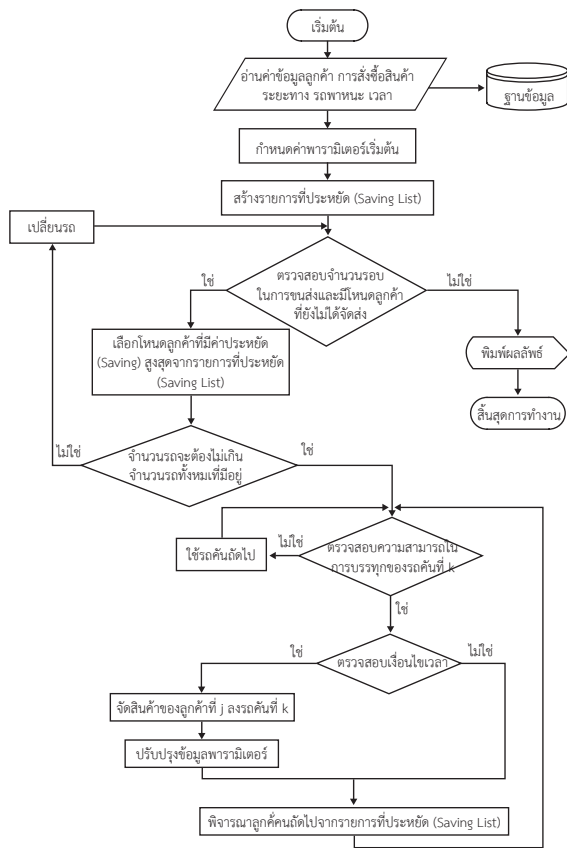 เริ่มต้น
อ่านค่าข้อมูลลูกค้า การสั่งซื้อสินค้า
ระยะทาง รถพาหนะ เวลา
ฐานข้อมูล
กำหนดค่าพารามิเตอร์เริ่มต้น
สร้างรายการที่ประหยัด (Saving List)
เปลี่ยนรถ
ตรวจสอบจำนวนรอบ
ในการขนส่งและมีโหนดลูกค้า
ที่ยังไม่ได้จัดส่ง
ใช่
ไม่ใช่
เลือกโหนดลูกค้าที่มีค่าประหยัด
(Saving) สูงสุดจากรายการที่ประหยัด
(Saving List)
พิมพ์ผลลัพธ์
สิ้นสุดการทำงาน
ไม่ใช่
จำนวนรถจะต้องไม่เกิน
จำนวนรถทั้งหมเที่มีอยู่
ใช่
ใช้รถคันถัดไป
ไม่ใช่
ตรวจสอบความสามารถใน
การบรรทุกของรถคันที่ k
ใช่
ใช่
ตรวจสอบเงื่อนไขเวลา
ไม่ใช่
จัดสินค้าของลูกค้าที่ j ลงรถคันที่ k
ปรับปรุงข้อมูลพารามิเตอร์
พิจารณาลูกค้คนถัดไปจากรายการที่ประหยัด (Saving List)